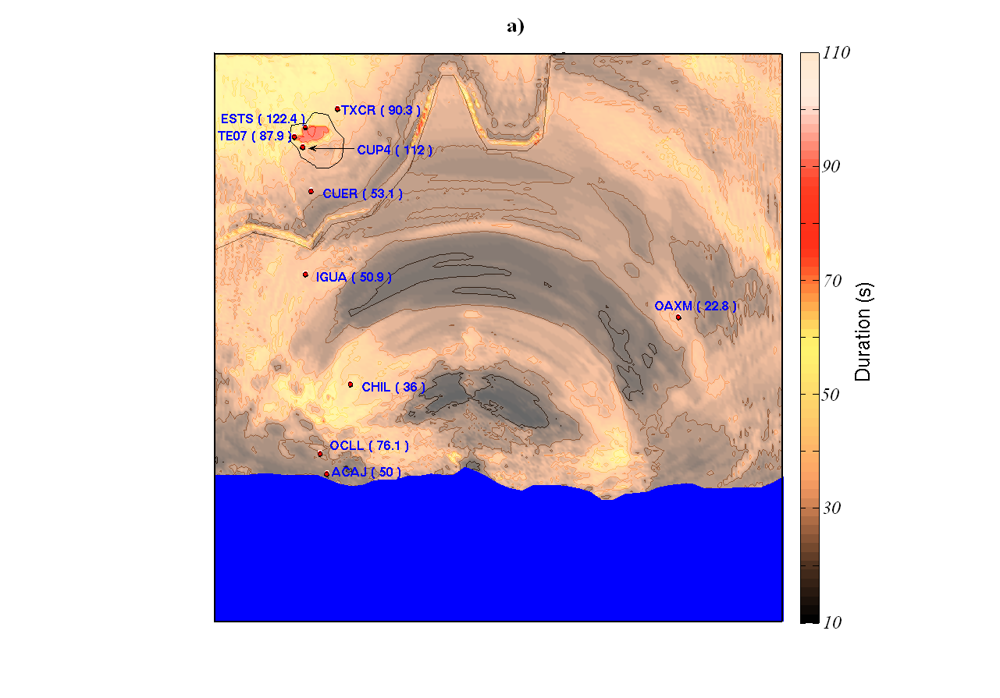 a)
110
TXCR ( 90.3 )
ESTS ( 122.4 )
TE07 ( 87.9 )
CUP4 ( 112 )
90
CUER ( 53.1 )
IGUA ( 50.9 )
70
OAXM ( 22.8 )
Duration (s)
CHIL ( 36 )
50
OCLL ( 76.1 )
ACAJ ( 50 )
30
10